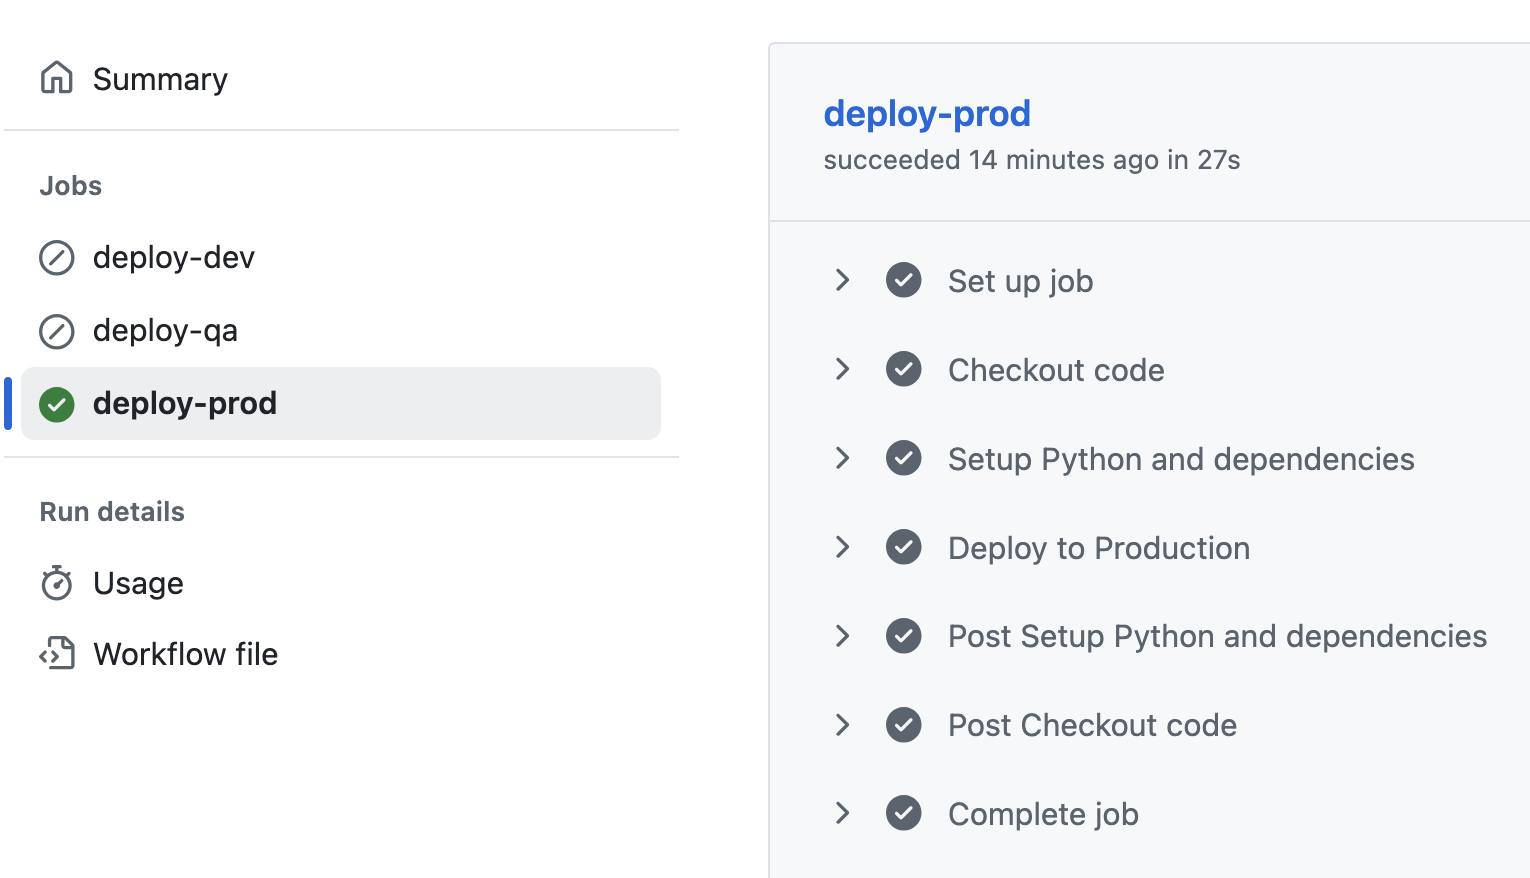 Summary
Jobs
deploy-dev
deploy-qa
deploy-prod
Run details
Usage
Workflow file
deploy-prod
succeeded 14 minutes ago in 27s
Set up job
Checkout code
Setup Python and dependencies
Deploy to Production
Post Setup Python and dependencies
Post Checkout code
Complete job